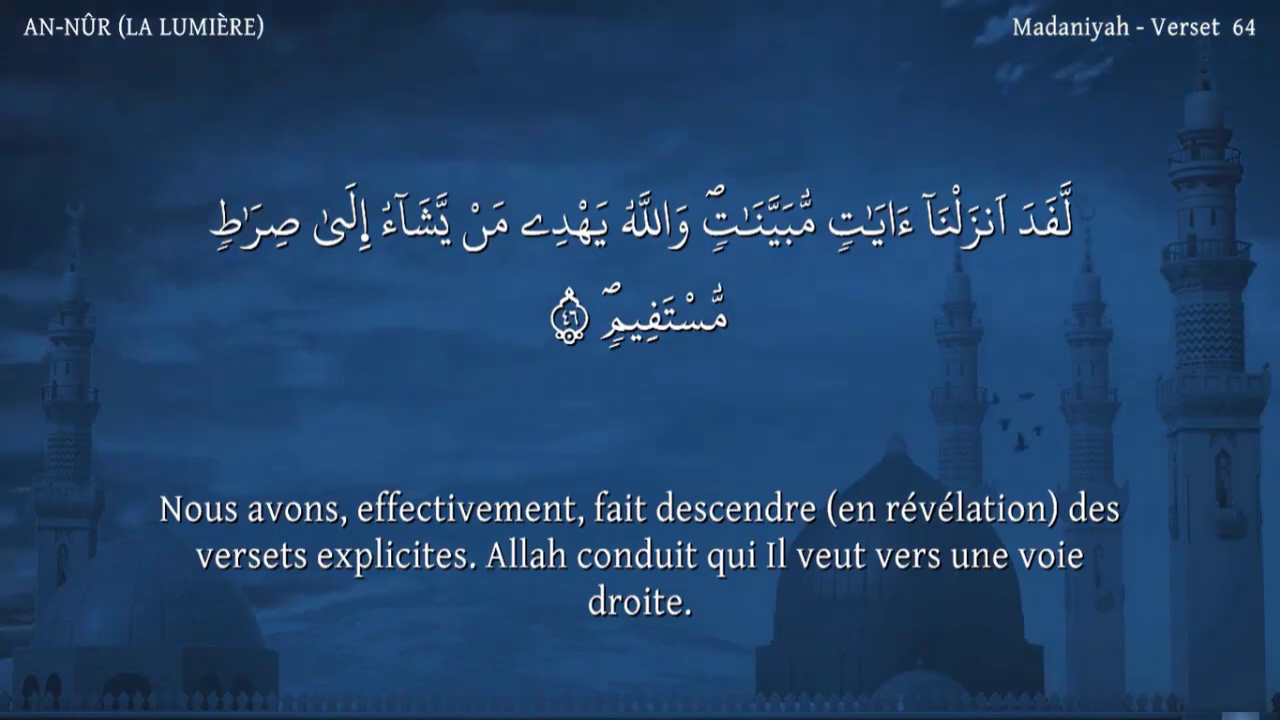 AN-NÛR (LA LUMIÈRE)
Madaniyah - Verset 64
لَّقَدَ اَنزَلْنَآ ءَايَٰتٖ مُّبَيَّنَٰتٖۖ وَاللَّهُ يَهْدِے مَنْ يَّشَآءُ إِلَىٰ صِرَٰطٖ
مُّسْتَقِيمٖۖ ٤٦
Nous avons, effectivement, fait descendre (en révélation) des
versets explicites. Allah conduit qui Il veut vers une voie
droite.